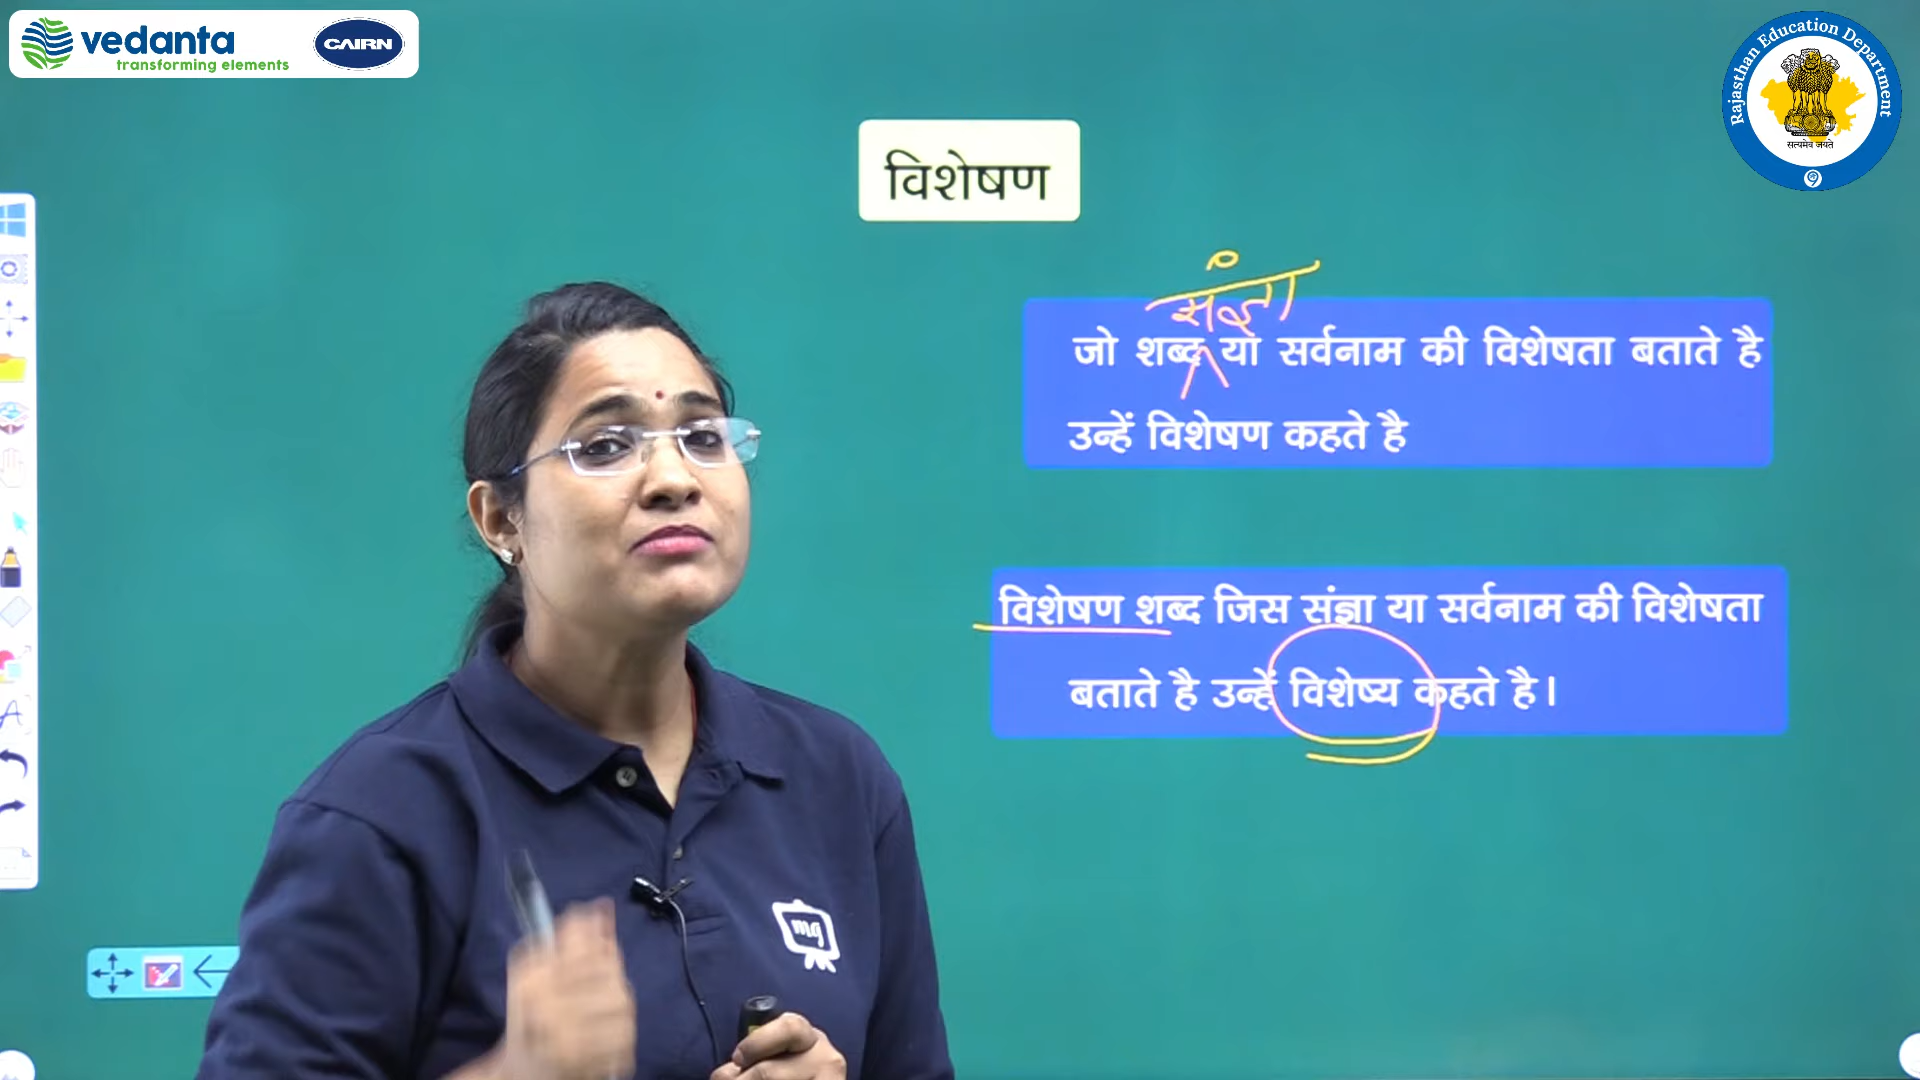 vedanta
transforming elements
CAIRN
Rajasthan Education Department
सत्यमेव जयते
विशेषण
संज्ञा
जो शब्द या सर्वनाम की विशेषता बताते है
उन्हें विशेषण कहते है
विशेषण शब्द जिस संज्ञा या सर्वनाम की विशेषता
बताते है उन्हें विशेष्य कहते है।
mg